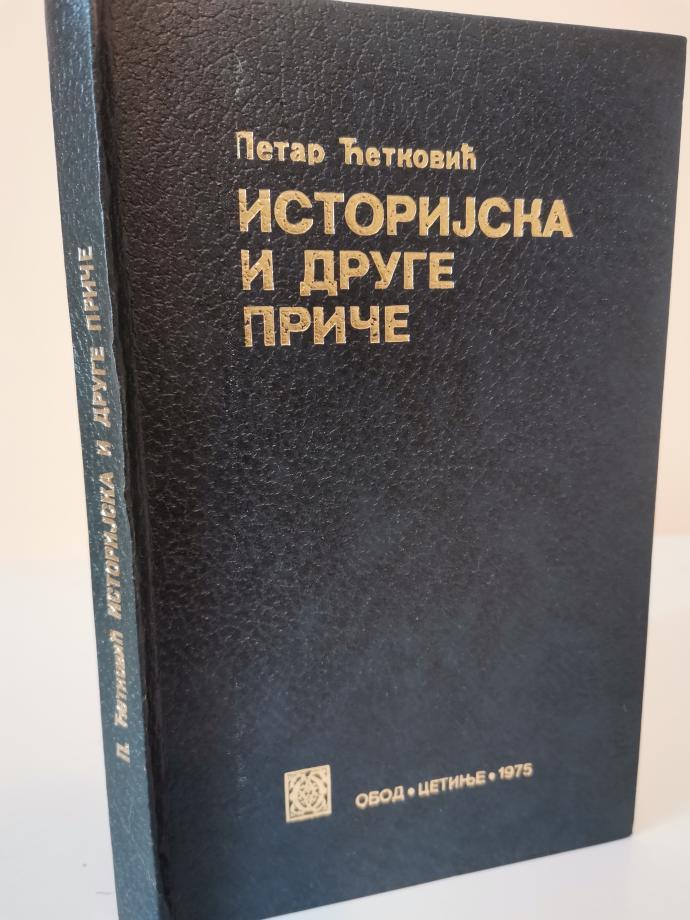 Петар Ћетковић
ИСТОРИЈСКА
И ДРУГЕ
ПРИЧЕ
ОБОД • ЦЕТИЊЕ • 1975
П. Ћетковић ИСТОРИЈСКА И ДРУГЕ ПРИЧЕ